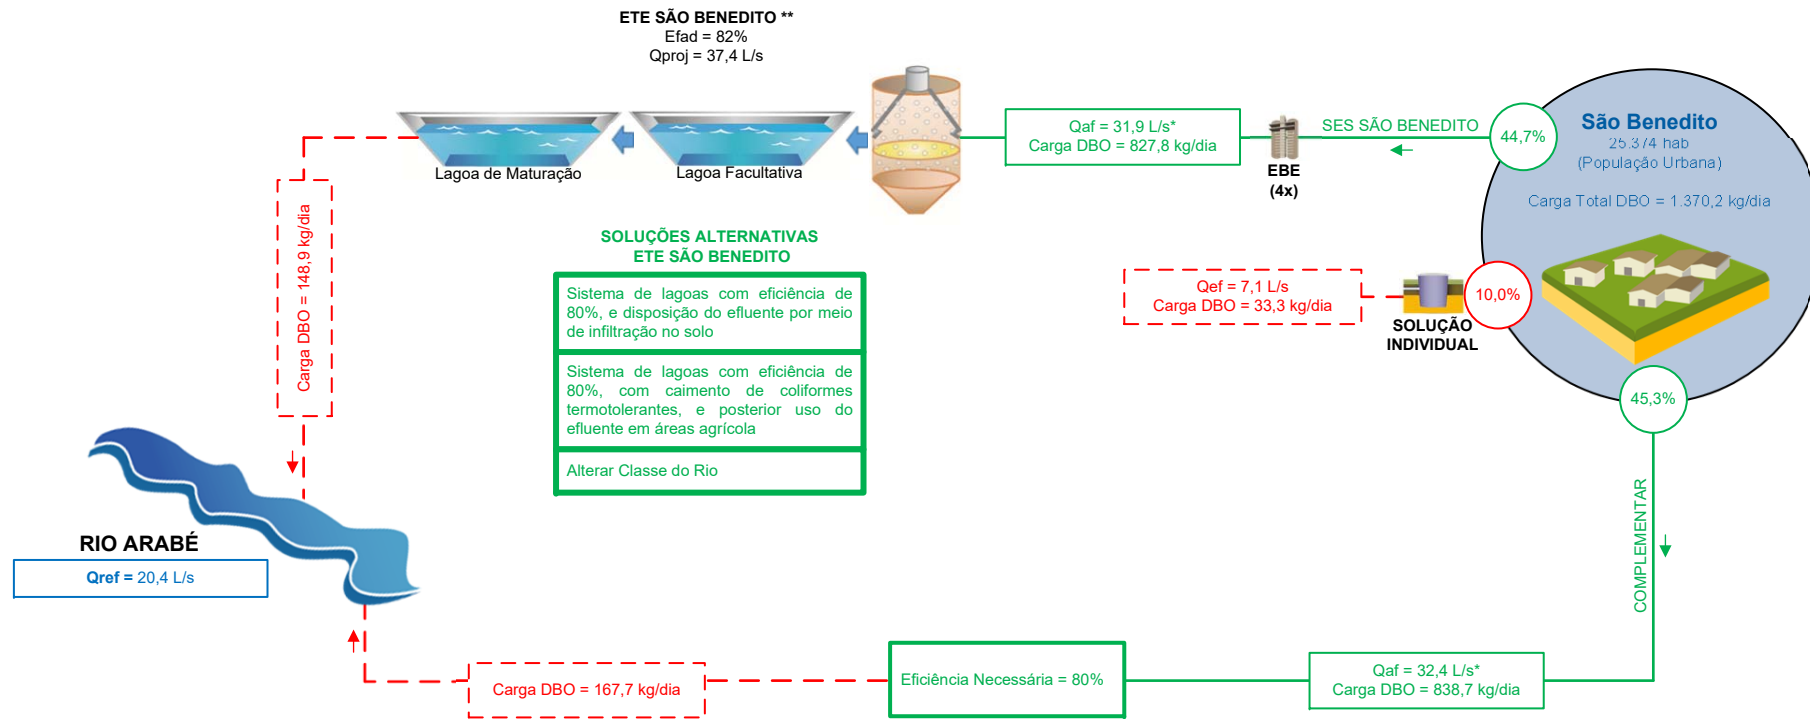 ETE SÃO BENEDITO **
Efad = 82%
Qproj = 37,4 L/s
Lagoa de Maturação
Lagoa Facultativa
Qaf = 31,9 L/s*
Carga DBO = 827,8 kg/dia
EBE
(4x)
SES SÃO BENEDITO
44,7%
São Benedito
25.374 hab
(População Urbana)
Carga Total DBO = 1.370,2 kg/dia
Carga DBO = 148,9 kg/dia
SOLUÇÕES ALTERNATIVAS
ETE SÃO BENEDITO
Sistema de lagoas com eficiência de
80%, e disposição do efluente por meio
de infiltração no solo
Sistema de lagoas com eficiência de
80%, com caimento de coliformes
termotolerantes, e posterior uso do
efluente em áreas agrícola
Alterar Classe do Rio
Qef = 7,1 L/s
Carga DBO = 33,3 kg/dia
SOLUÇÃO
INDIVIDUAL
10,0%
45,3%
COMPLEMENTAR
RIO ARABÉ
Qref = 20,4 L/s
Carga DBO = 167,7 kg/dia
Eficiência Necessária = 80%
Qaf = 32,4 L/s*
Carga DBO = 838,7 kg/dia